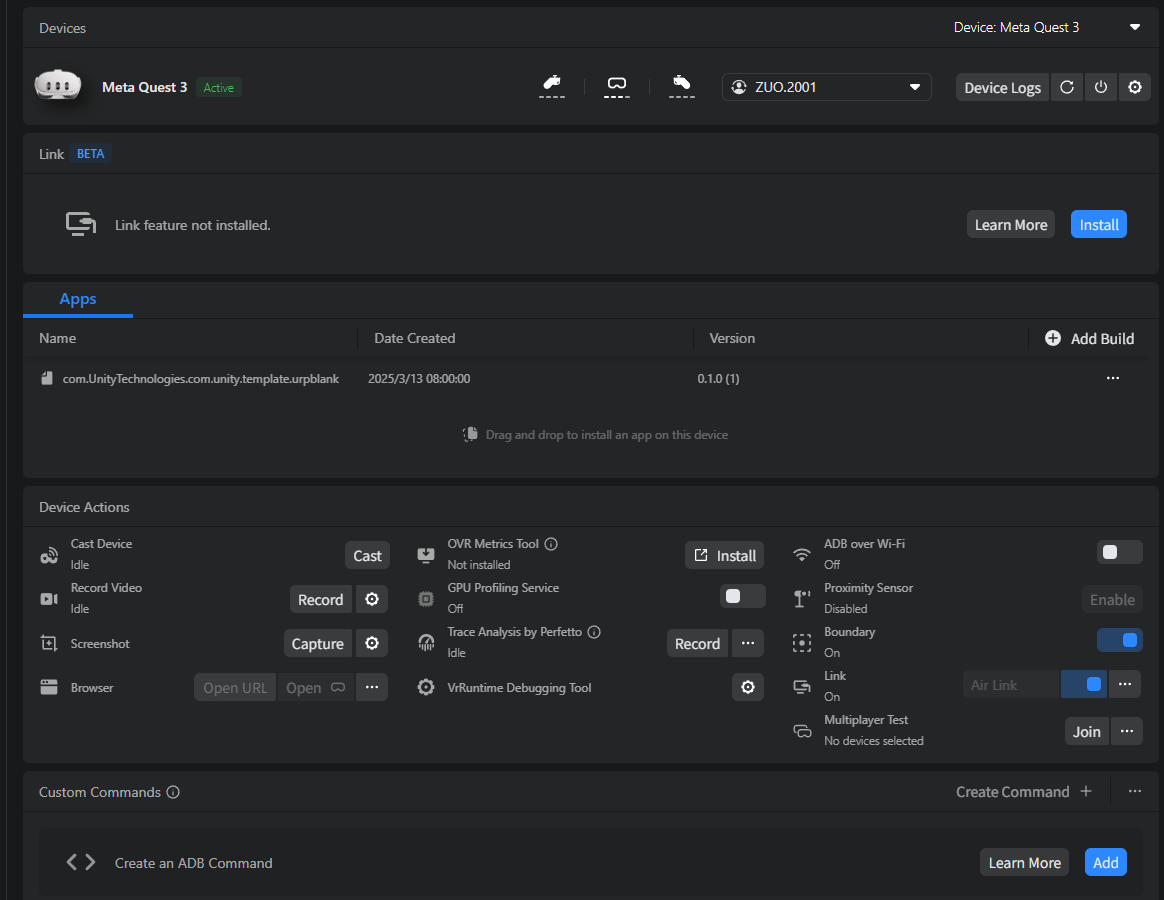 Devices
Device: Meta Quest 3
Meta Quest 3
Active
ZUO.2001
Device Logs
Link
BETA
Link feature not installed.
Learn More
Install
Apps
Name
Date Created
Version
Add Build
com.UnityTechnologies.com.unity.template.urpblank
2025/3/13 08:00:00
0.1.0 (1)
Drag and drop to install an app on this device
Device Actions
Cast Device
Idle
Cast
Record Video
Idle
Record
Screenshot
Capture
Browser
Open URL
Open
OVR Metrics Tool
Not installed
Install
GPU Profiling Service
Off
Trace Analysis by Perfetto
Idle
Record
VrRuntime Debugging Tool
ADB over Wi-Fi
Off
Proximity Sensor
Disabled
Enable
Boundary
On
Link
On
Air Link
Multiplayer Test
No devices selected
Join
Custom Commands
Create Command
Create an ADB Command
Learn More
Add